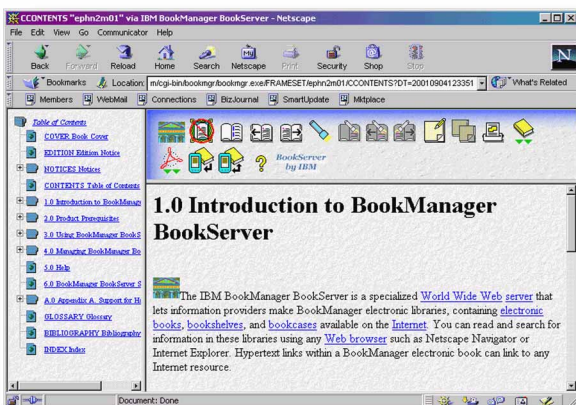 CCONTENTS "ephn2m01" via IBM BookManager BookServer - Netscape
File Edit View Go Communicator Help
Back Forward Reload Home Search Netscape Print Security Shop Stop
Bookmarks Location: m/cgi-bin/bookmgr/bookmgr.exe/FRAMESET/ephn2m01/CCONTENTS?DT=20010904123351 What's Related
Members WebMail Connections BizJournal SmartUpdate Mktplace
Table of Contents
COVER Book Cover
EDITION Edition Notice
NOTICES Notices
CONTENTS Table of Contents
1.0 Introduction to BookManage
2.0 Product Prerequisites
3.0 Using BookManager BookS
4.0 Managing BookManager Bo
5.0 Help
6.0 BookManager BookServer S
A.0 Appendix A. Support for Hi
GLOSSARY Glossary
BIBLIOGRAPHY Bibliography
INDEX Index
BookServer
by IBM
1.0 Introduction to BookManager
BookServer
The IBM BookManager BookServer is a specialized World Wide Web server that
lets information providers make BookManager electronic libraries, containing electronic
books, bookshelves, and bookcases available on the Internet. You can read and search for
information in these libraries using any Web browser such as Netscape Navigator or
Internet Explorer. Hypertext links within a BookManager electronic book can link to any
Internet resource.
Document: Done